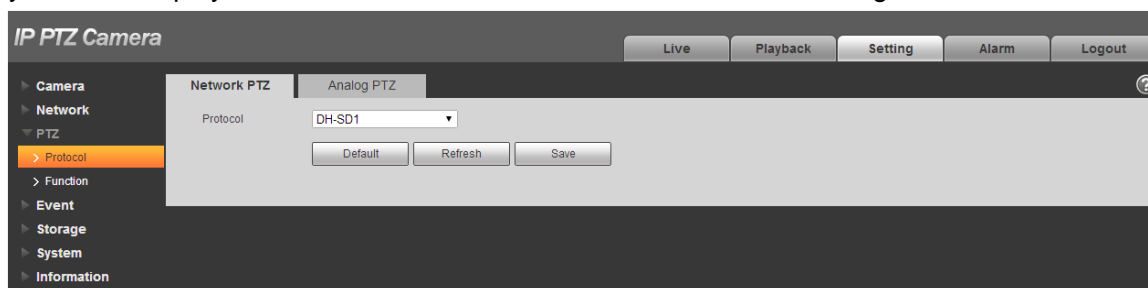 IP PTZ Camera
Live Playback Setting Alarm Logout
Camera
Network
PTZ
Protocol
Function
Event
Storage
System
Information
Network PTZ Analog PTZ
Protocol DH-SD1
Default Refresh Save
?